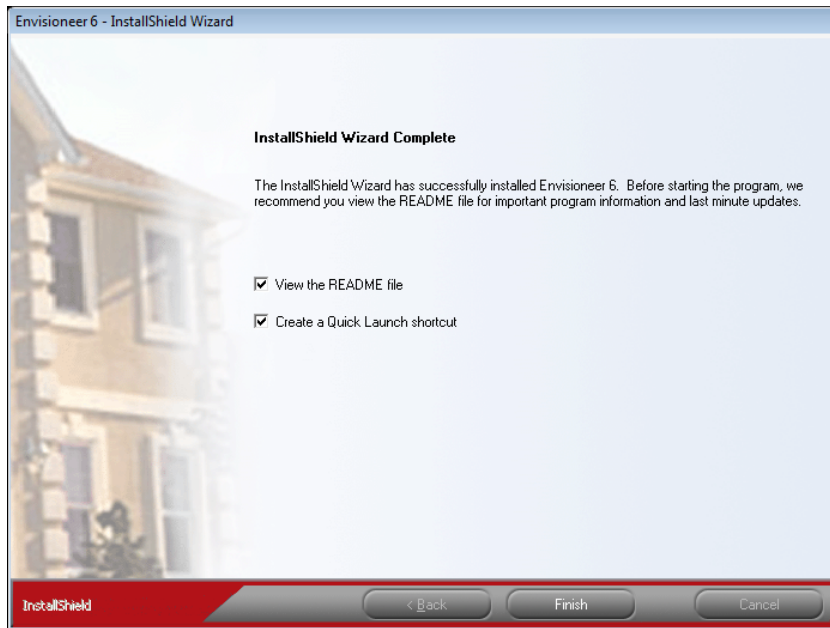 Envisioneer 6 - InstallShield Wizard
InstallShield Wizard Complete
The InstallShield Wizard has successfully installed Envisioneer 6. Before starting the program, we
recommend you view the README file for important program information and last minute updates.
View the README file
Create a Quick Launch shortcut
InstallShield
< Back
Finish
Cancel